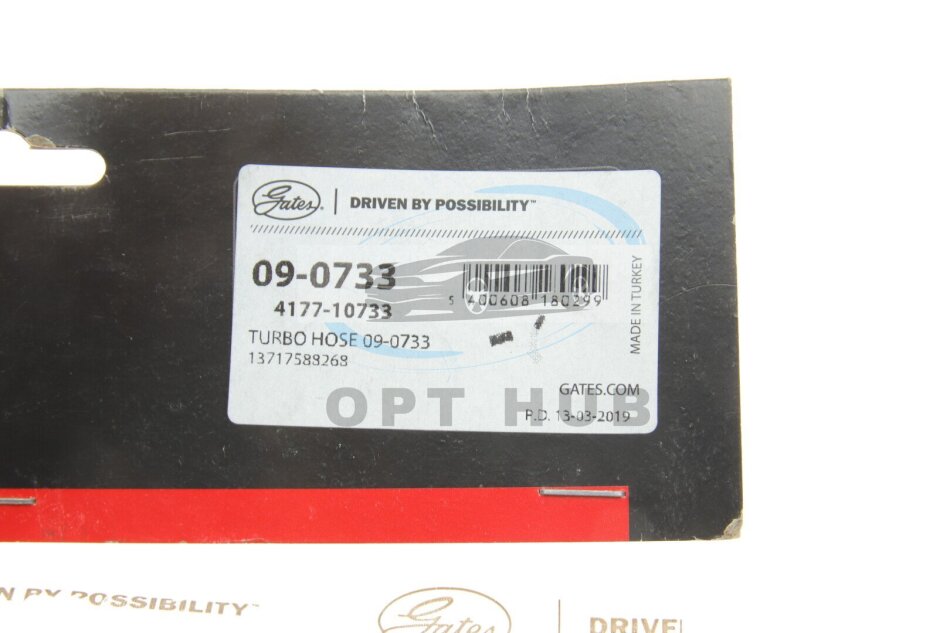 Gates® | DRIVEN BY POSSIBILITY™
09-0733
4177-10733
5 400608 180299
TURBO HOSE 09-0733
13717588268
MADE IN TURKEY
GATES.COM
P.D. 13-03-2019
OPT HUB
N BY POSSIBILITY™
Gates | DRIVE